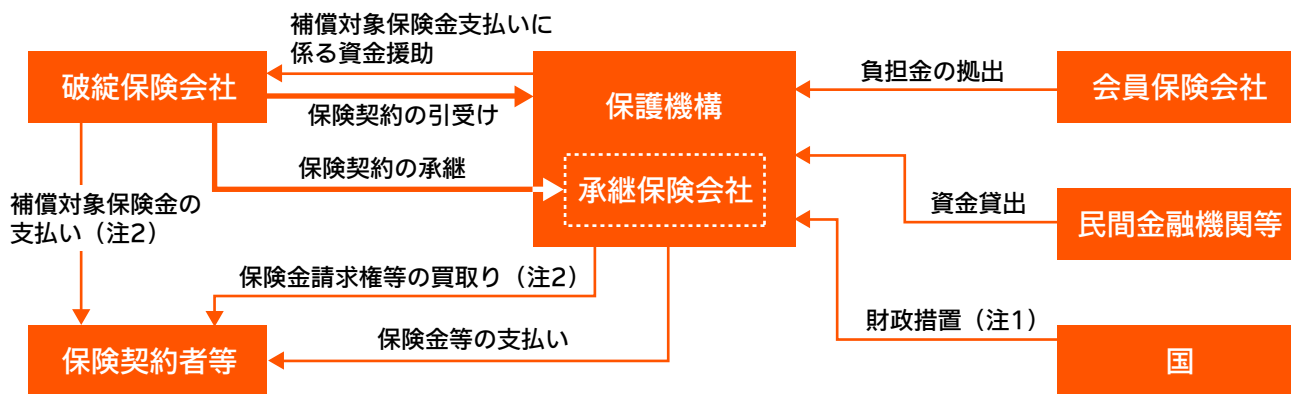 補償対象保険金支払いに
係る資金援助
破綻保険会社
保険契約の引受け
保険契約の承継
保護機構
承継保険会社
負担金の拠出
会員保険会社
資金貸出
民間金融機関等
財政措置（注1）
国
補償対象保険金の
支払い（注2）
保険金請求権等の買取り（注2）
保険金等の支払い
保険契約者等